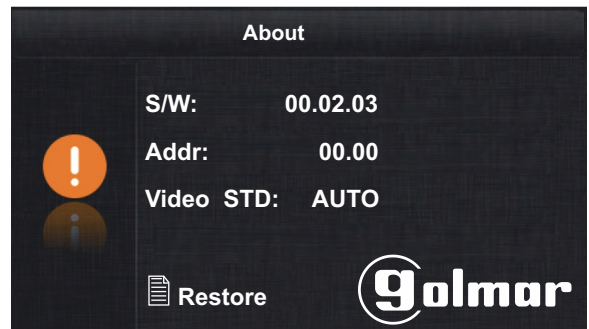 About
S/W: 00.02.03
Addr: 00.00
Video STD: AUTO
Restore
golmar